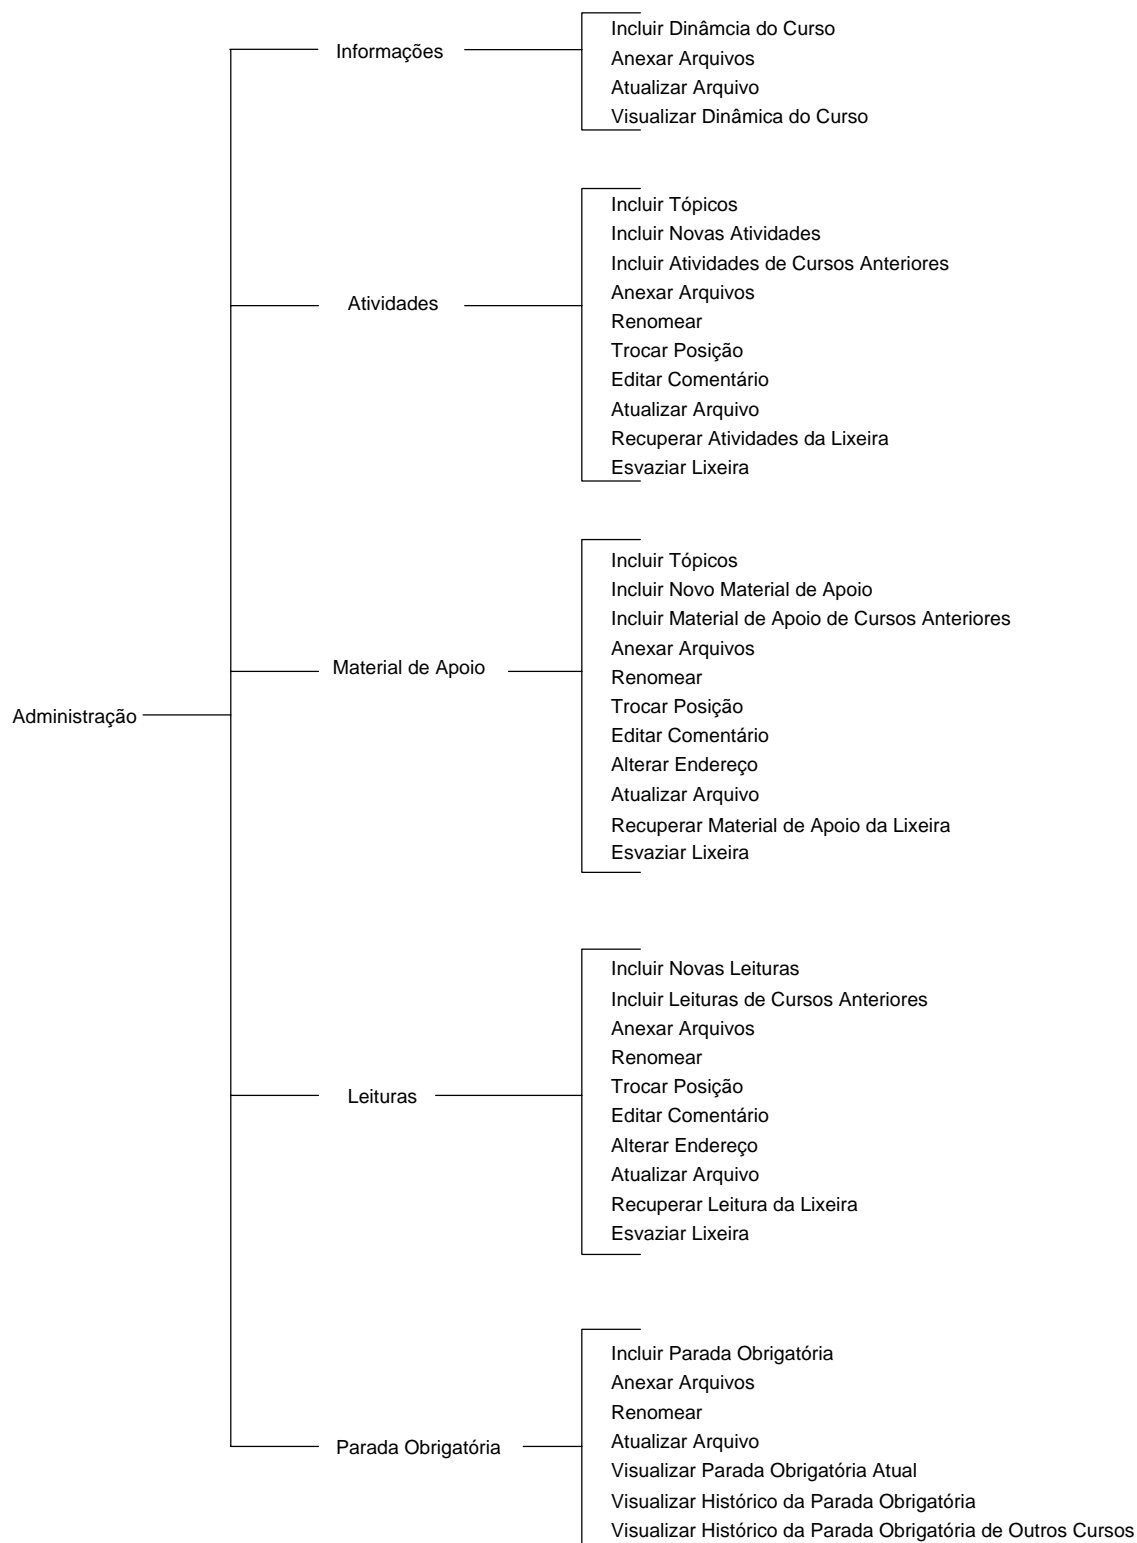 Administração
Informações
Incluir Dinâmcia do Curso
Anexar Arquivos
Atualizar Arquivo
Visualizar Dinâmica do Curso
Atividades
Incluir Tópicos
Incluir Novas Atividades
Incluir Atividades de Cursos Anteriores
Anexar Arquivos
Renomear
Trocar Posição
Editar Comentário
Atualizar Arquivo
Recuperar Atividades da Lixeira
Esvaziar Lixeira
Material de Apoio
Incluir Tópicos
Incluir Novo Material de Apoio
Incluir Material de Apoio de Cursos Anteriores
Anexar Arquivos
Renomear
Trocar Posição
Editar Comentário
Alterar Endereço
Atualizar Arquivo
Recuperar Material de Apoio da Lixeira
Esvaziar Lixeira
Leituras
Incluir Novas Leituras
Incluir Leituras de Cursos Anteriores
Anexar Arquivos
Renomear
Trocar Posição
Editar Comentário
Alterar Endereço
Atualizar Arquivo
Recuperar Leitura da Lixeira
Esvaziar Lixeira
Parada Obrigatória
Incluir Parada Obrigatória
Anexar Arquivos
Renomear
Atualizar Arquivo
Visualizar Parada Obrigatória Atual
Visualizar Histórico da Parada Obrigatória
Visualizar Histórico da Parada Obrigatória de Outros Cursos